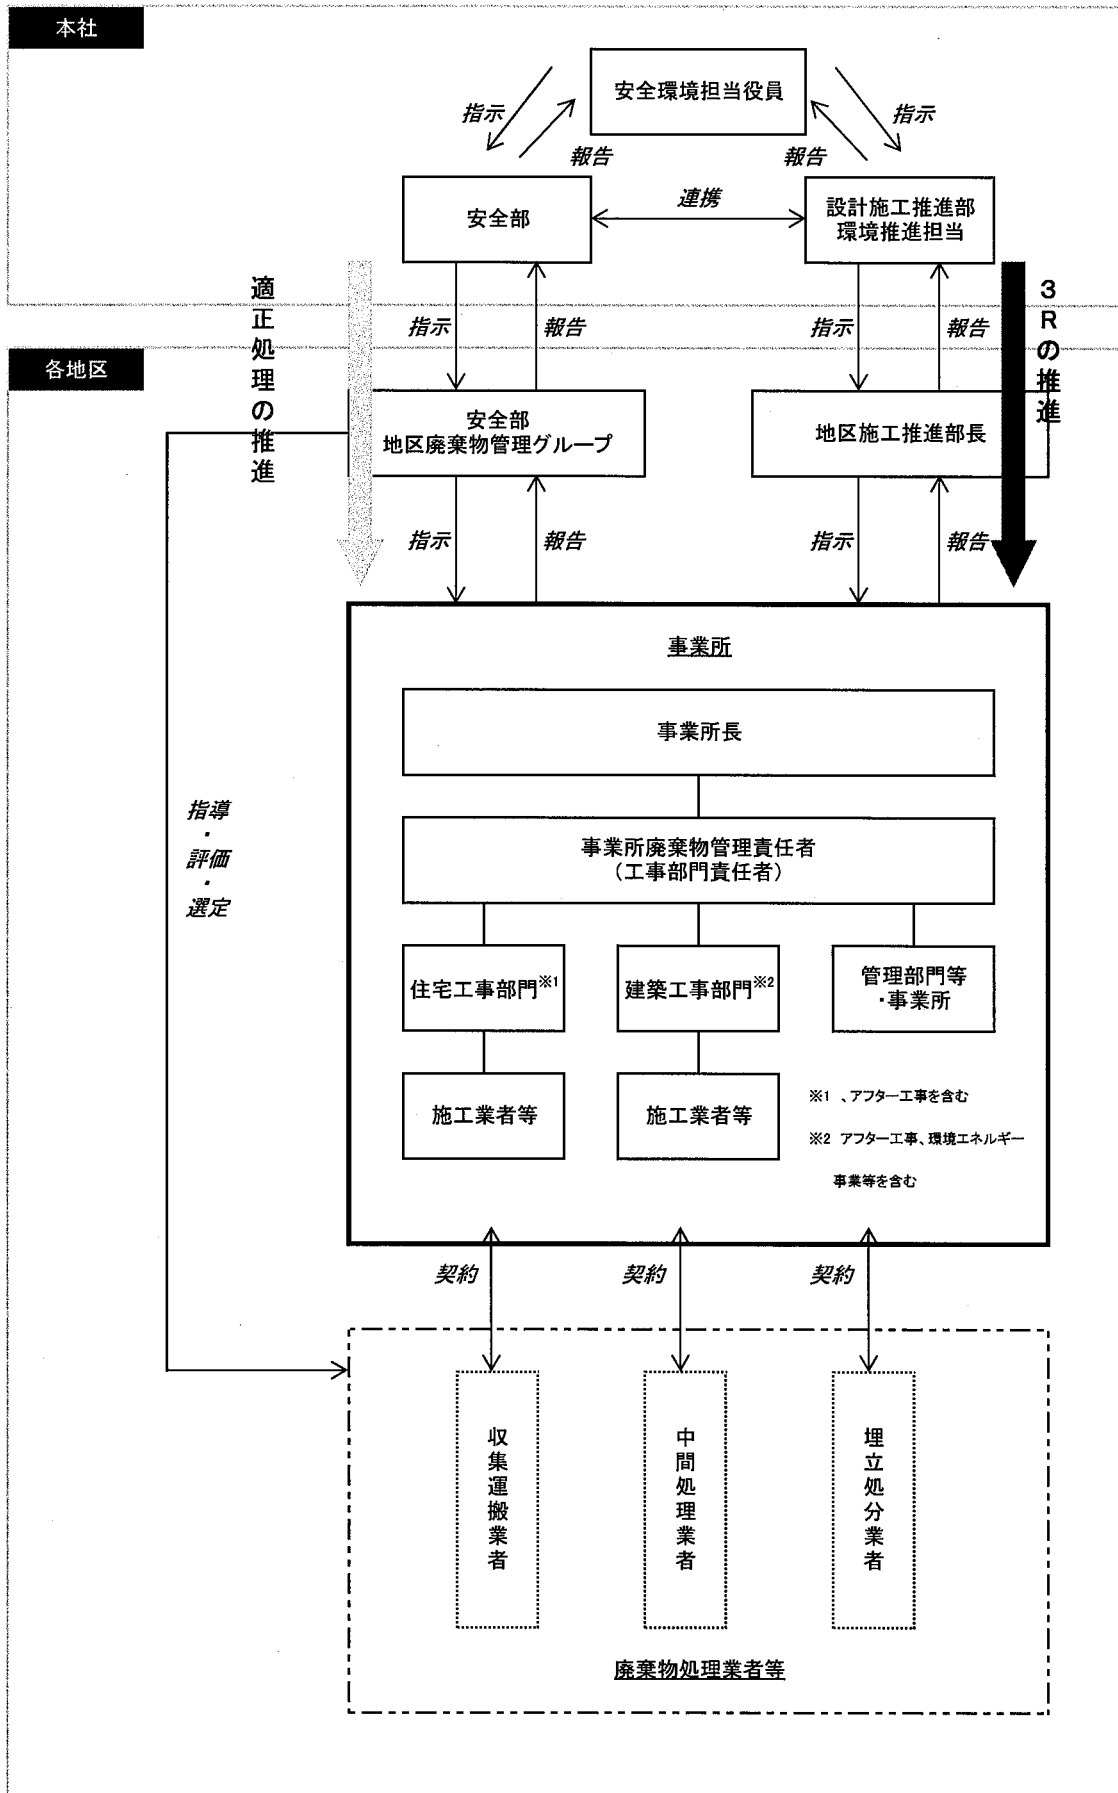 本社
安全環境担当役員
指示
報告
報告
指示
安全部
連携
設計施工推進部
環境推進担当
適正処理の推進
3Rの推進
指示
報告
指示
報告
各地区
安全部
地区廃棄物管理グループ
地区施工推進部長
指示
報告
指示
報告
事業所
事業所長
指導・評価・選定
事業所廃棄物管理責任者
（工事部門責任者）
住宅工事部門※1
建築工事部門※2
管理部門等
・事業所
施工業者等
施工業者等
※1 、アフター工事を含む
※2 アフター工事、環境エネルギー
事業等を含む
契約
契約
契約
収集運搬業者
中間処理業者
埋立処分業者
廃棄物処理業者等